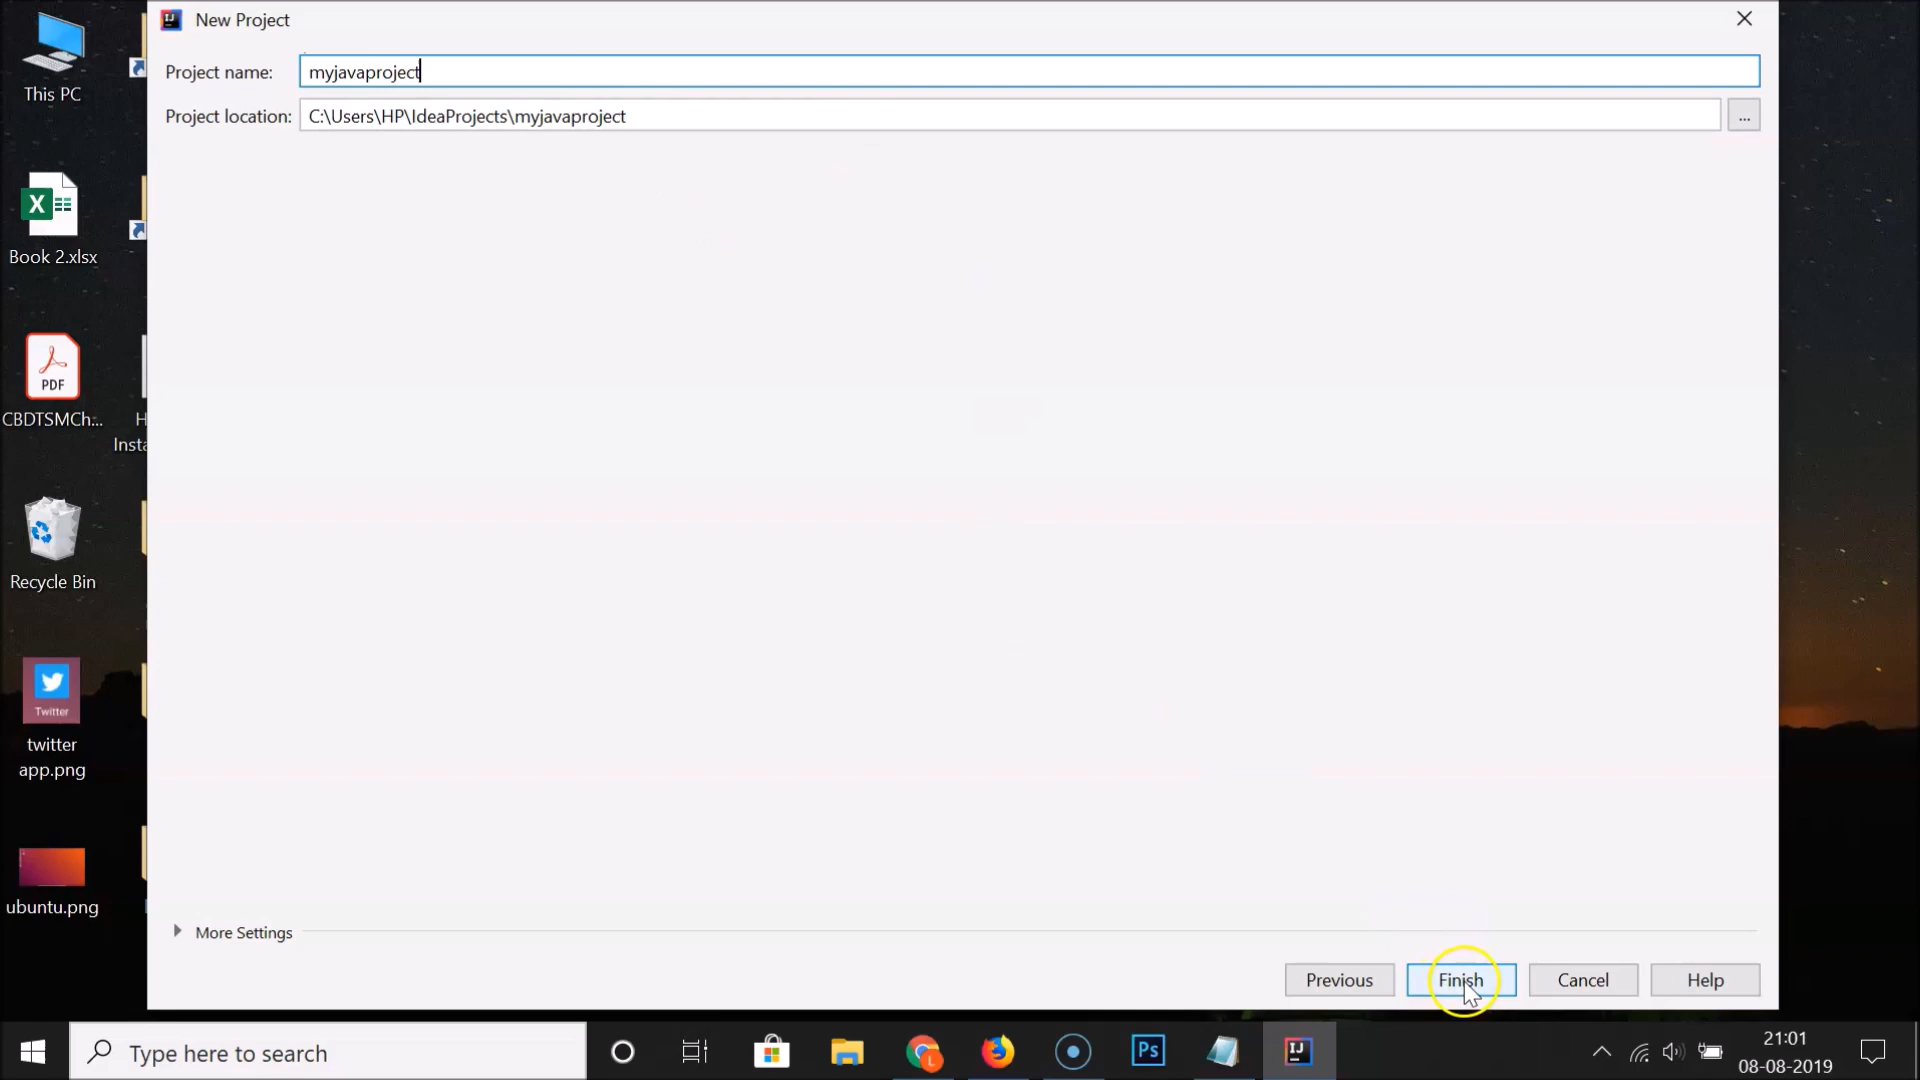 New Project
Project name: myjavaproject
Project location: C:\Users\HP\IdeaProjects\myjavaproject ...
This PC
Book 2.xlsx
PDF
CBDTSMCh...
H
Insta
Recycle Bin
Twitter
twitter
app.png
ubuntu.png
More Settings
Previous Finish Cancel Help
Type here to search
L
Ps
IJ
21:01
08-08-2019